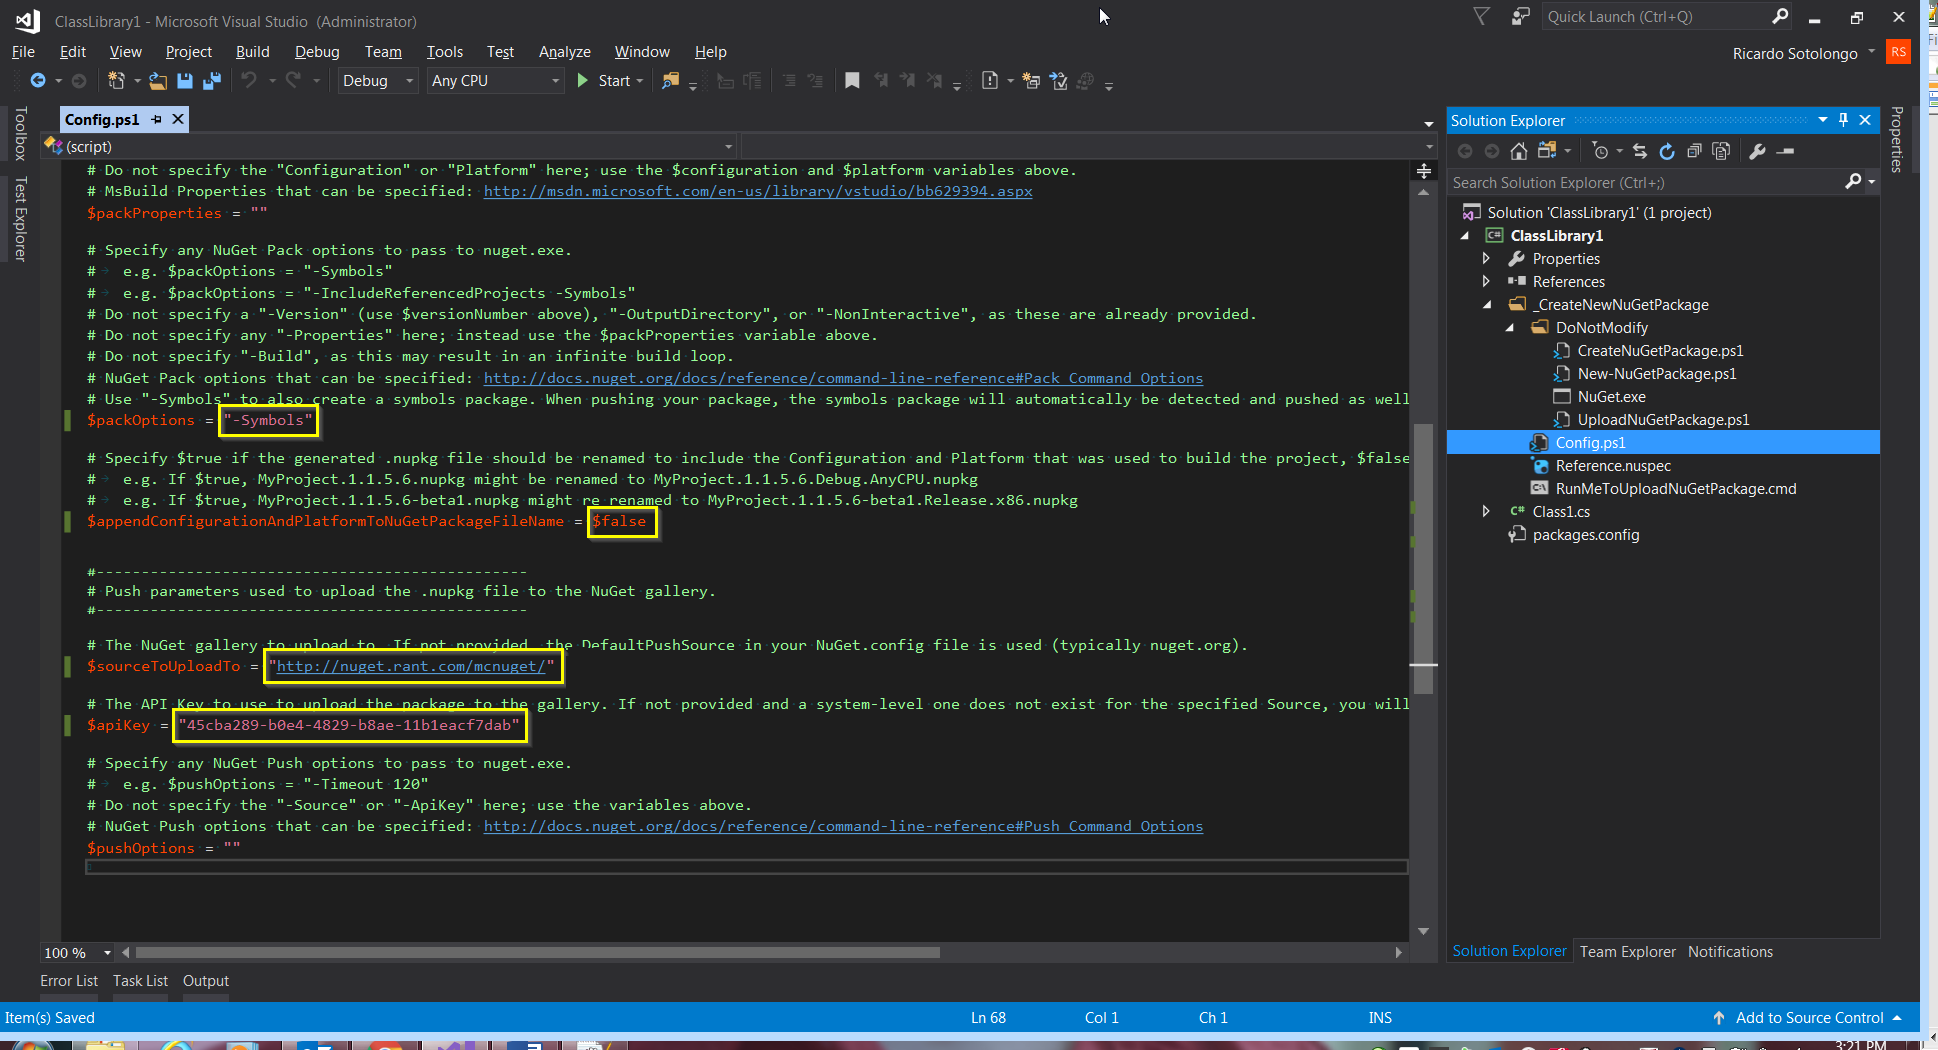 ClassLibrary1 - Microsoft Visual Studio (Administrator)
Quick Launch (Ctrl+Q)
File Edit View Project Build Debug Team Tools Test Analyze Window Help
Ricardo Sotolongo RS
Debug Any CPU Start
Toolbox
Test Explorer
Config.ps1
(script)
# Do not specify the "Configuration" or "Platform" here; use the $configuration and $platform variables above.
# MsBuild Properties that can be specified: http://msdn.microsoft.com/en-us/library/vstudio/bb629394.aspx
$packProperties = ""
# Specify any NuGet Pack options to pass to nuget.exe.
# e.g. $packOptions = "-Symbols"
# e.g. $packOptions = "-IncludeReferencedProjects -Symbols"
# Do not specify a "-Version" (use $versionNumber above), "-OutputDirectory", or "-NonInteractive", as these are already provided.
# Do not specify any "-Properties" here; instead use the $packProperties variable above.
# Do not specify "-Build", as this may result in an infinite build loop.
# NuGet Pack options that can be specified: http://docs.nuget.org/docs/reference/command-line-reference#Pack_Command_Options
# Use "-Symbols" to also create a symbols package. When pushing your package, the symbols package will automatically be detected and pushed as well
$packOptions = "-Symbols"
# Specify $true if the generated .nupkg file should be renamed to include the Configuration and Platform that was used to build the project, $false
# e.g. If $true, MyProject.1.1.5.6.nupkg might be renamed to MyProject.1.1.5.6.Debug.AnyCPU.nupkg
# e.g. If $true, MyProject.1.1.5.6-beta1.nupkg might re renamed to MyProject.1.1.5.6-beta1.Release.x86.nupkg
$appendConfigurationAndPlatformToNuGetPackageFileName = $false
#------------------------------------------------
# Push parameters used to upload the .nupkg file to the NuGet gallery.
#------------------------------------------------
# The NuGet gallery to upload to. If not provided, the DefaultPushSource in your NuGet.config file is used (typically nuget.org).
$sourceToUploadTo = "http://nuget.rant.com/mcnuget/"
# The API Key to use to upload the package to the gallery. If not provided and a system-level one does not exist for the specified Source, you will
$apiKey = "45cba289-b0e4-4829-b8ae-11b1eacf7dab"
# Specify any NuGet Push options to pass to nuget.exe.
# e.g. $pushOptions = "-Timeout 120"
# Do not specify the "-Source" or "-ApiKey" here; use the variables above.
# NuGet Push options that can be specified: http://docs.nuget.org/docs/reference/command-line-reference#Push_Command_Options
$pushOptions = ""
100 %
Error List Task List Output
Solution Explorer
Search Solution Explorer (Ctrl+;)
Solution 'ClassLibrary1' (1 project)
C# ClassLibrary1
Properties
References
_CreateNewNuGetPackage
DoNotModify
CreateNuGetPackage.ps1
New-NuGetPackage.ps1
NuGet.exe
UploadNuGetPackage.ps1
Config.ps1
Reference.nuspec
RunMeToUploadNuGetPackage.cmd
C# Class1.cs
packages.config
Solution Explorer Team Explorer Notifications
Properties
Item(s) Saved Ln 68 Col 1 Ch 1 INS Add to Source Control
3:21 PM